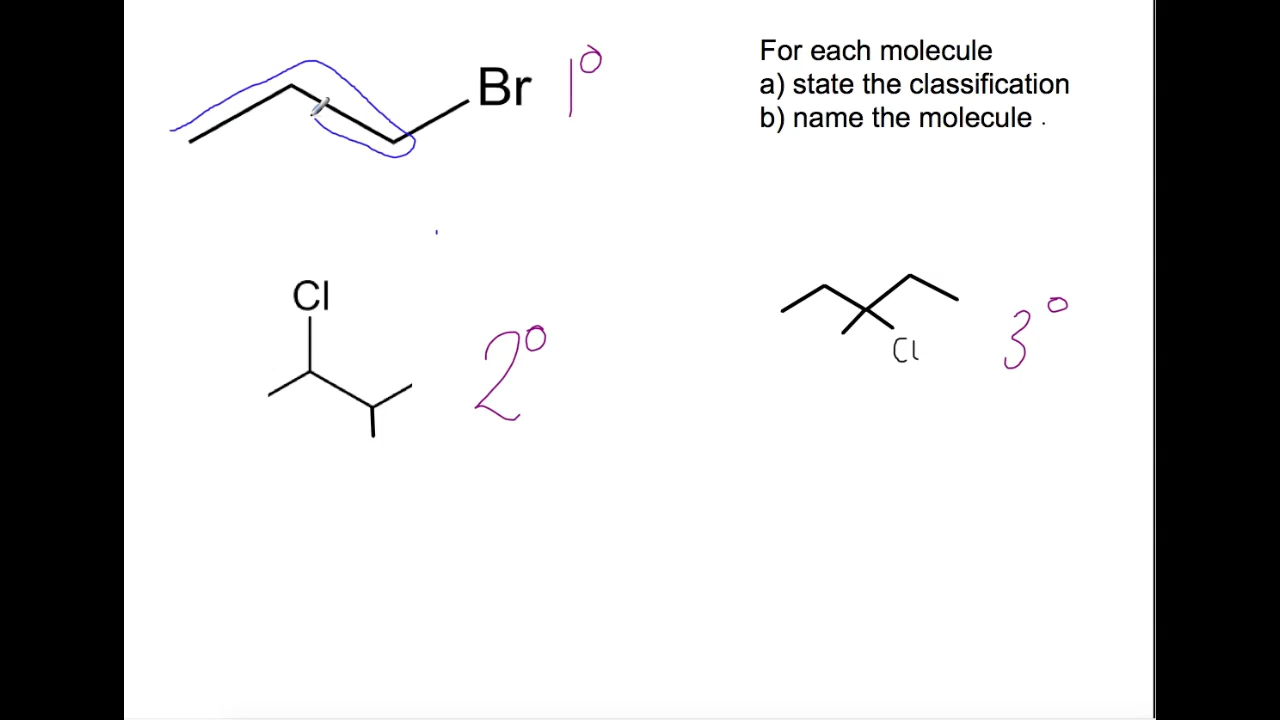 Br 1°
For each molecule
a) state the classification
b) name the molecule .
Cl
2°
Cl
3°